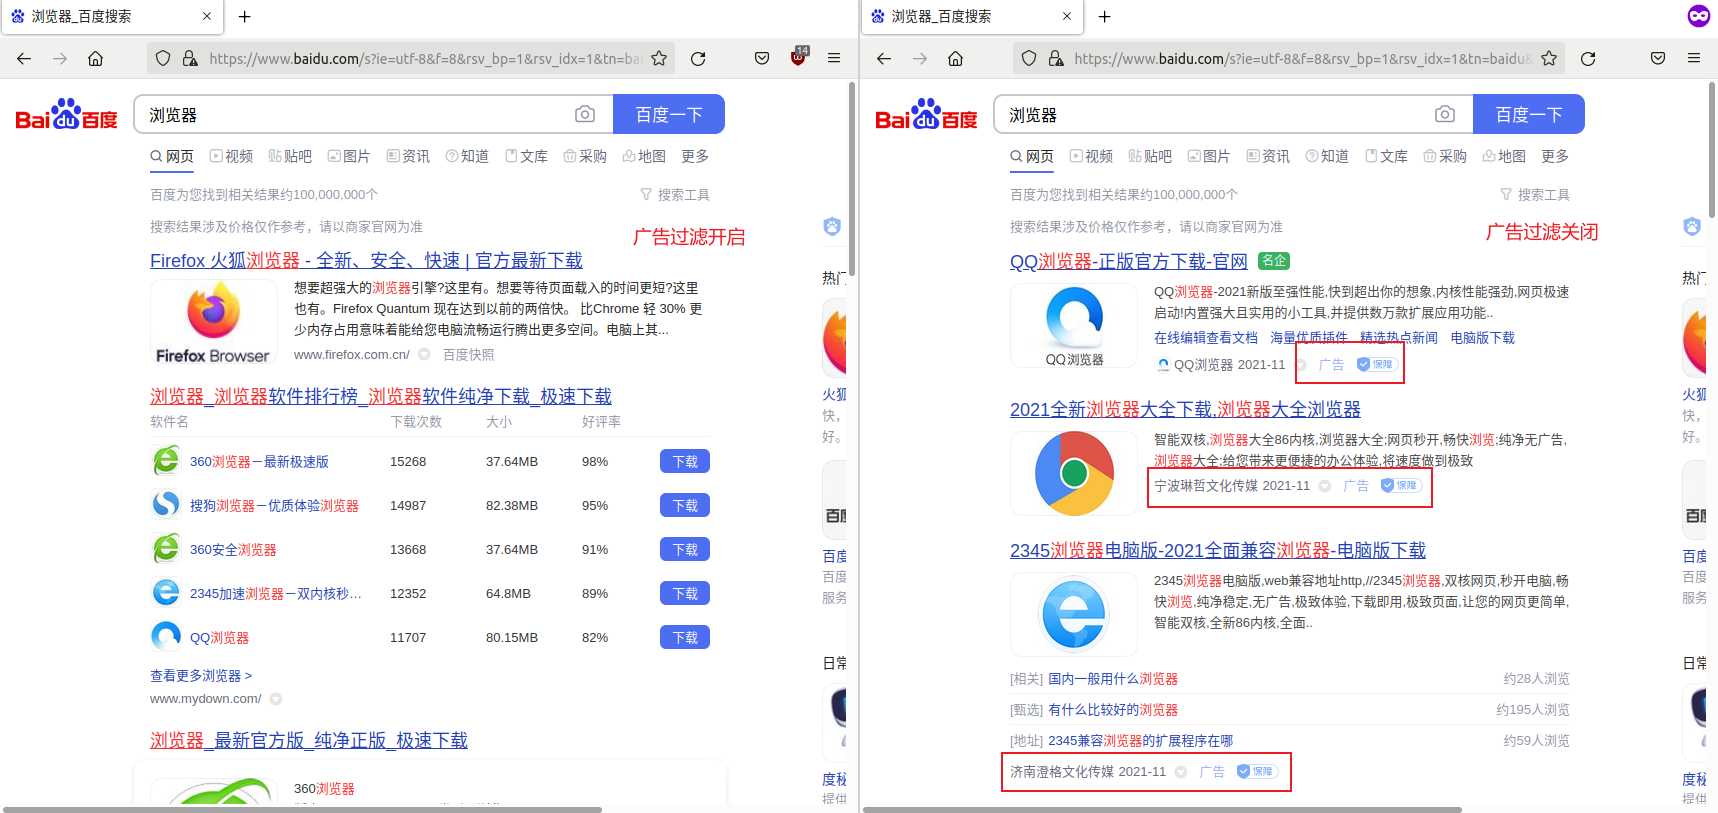 浏览器_百度搜索
https://www.baidu.com/s?ie=utf-8&f=8&rsv_bp=1&rsv_idx=1&tn=bai
14
Bai du 百度
浏览器
百度一下
网页 视频 贴吧 图片 资讯 知道 文库 采购 地图 更多
百度为您找到相关结果约100,000,000个
搜索工具
搜索结果涉及价格仅作参考，请以商家官网为准
广告过滤开启
Firefox 火狐浏览器 - 全新、安全、快速 | 官方最新下载
想要超强大的浏览器引擎?这里有。想要等待页面载入的时间更短?这里
也有。Firefox Quantum 现在达到以前的两倍快。 比Chrome 轻 30% 更
少内存占用意味着能给您电脑流畅运行腾出更多空间。电脑上其...
Firefox Browser
www.firefox.com.cn/ 百度快照
浏览器_浏览器软件排行榜_浏览器软件纯净下载_极速下载
软件名 下载次数 大小 好评率
360浏览器－最新极速版 15268 37.64MB 98% 下载
搜狗浏览器－优质体验浏览器 14987 82.38MB 95% 下载
360安全浏览器 13668 37.64MB 91% 下载
2345加速浏览器－双内核秒... 12352 64.8MB 89% 下载
QQ浏览器 11707 80.15MB 82% 下载
查看更多浏览器 >
www.mydown.com/
浏览器_最新官方版_纯净正版_极速下载
360浏览器
热门
火狐
快，
好。
百度
百度
百度
服务
日常
度秘
提供
浏览器_百度搜索
https://www.baidu.com/s?ie=utf-8&f=8&rsv_bp=1&rsv_idx=1&tn=baidu&
Bai du 百度
浏览器
百度一下
网页 视频 贴吧 图片 资讯 知道 文库 采购 地图 更多
百度为您找到相关结果约100,000,000个
搜索工具
搜索结果涉及价格仅作参考，请以商家官网为准
广告过滤关闭
QQ浏览器-正版官方下载-官网 名企
QQ浏览器-2021新版至强性能,快到超出你的想象,内核性能强劲,网页极速
启动!内置强大且实用的小工具,并提供数万款扩展应用功能..
在线编辑查看文档 海量优质插件 精选热点新闻 电脑版下载
QQ浏览器
QQ浏览器 2021-11 广告 保障
2021全新浏览器大全下载,浏览器大全浏览器
智能双核,浏览器大全86内核,浏览器大全;网页秒开,畅快浏览;纯净无广告,
浏览器大全;给您带来更便捷的办公体验,将速度做到极致
宁波琳哲文化传媒 2021-11 广告 保障
2345浏览器电脑版-2021全面兼容浏览器-电脑版下载
2345浏览器电脑版,web兼容地址http,//2345浏览器,双核网页,秒开电脑,畅
快浏览,纯净稳定,无广告,极致体验,下载即用,极致页面,让您的网页更简单,
智能双核,全新86内核,全面..
[相关] 国内一般用什么浏览器 约28人浏览
[甄选] 有什么比较好的浏览器 约195人浏览
[地址] 2345兼容浏览器的扩展程序在哪 约59人浏览
济南澄格文化传媒 2021-11 广告 保障
热门
火狐
快，
好。
百度
百度
百度
服务
日常
度秘
提供